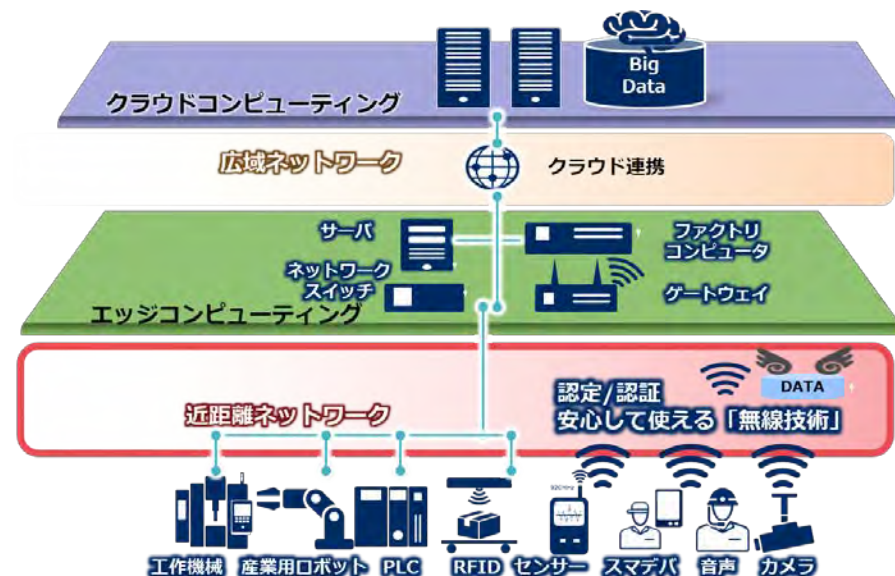 Big
Data
クラウドコンピューティング
広域ネットワーク
クラウド連携
サーバ
ファクトリ
コンピュータ
ネットワーク
スイッチ
ゲートウェイ
エッジコンピューティング
DATA
認定/認証
安心して使える「無線技術」
近距離ネットワーク
工作機械
産業用ロボット
PLC
RFID
センサー
スマデバ
音声
カメラ